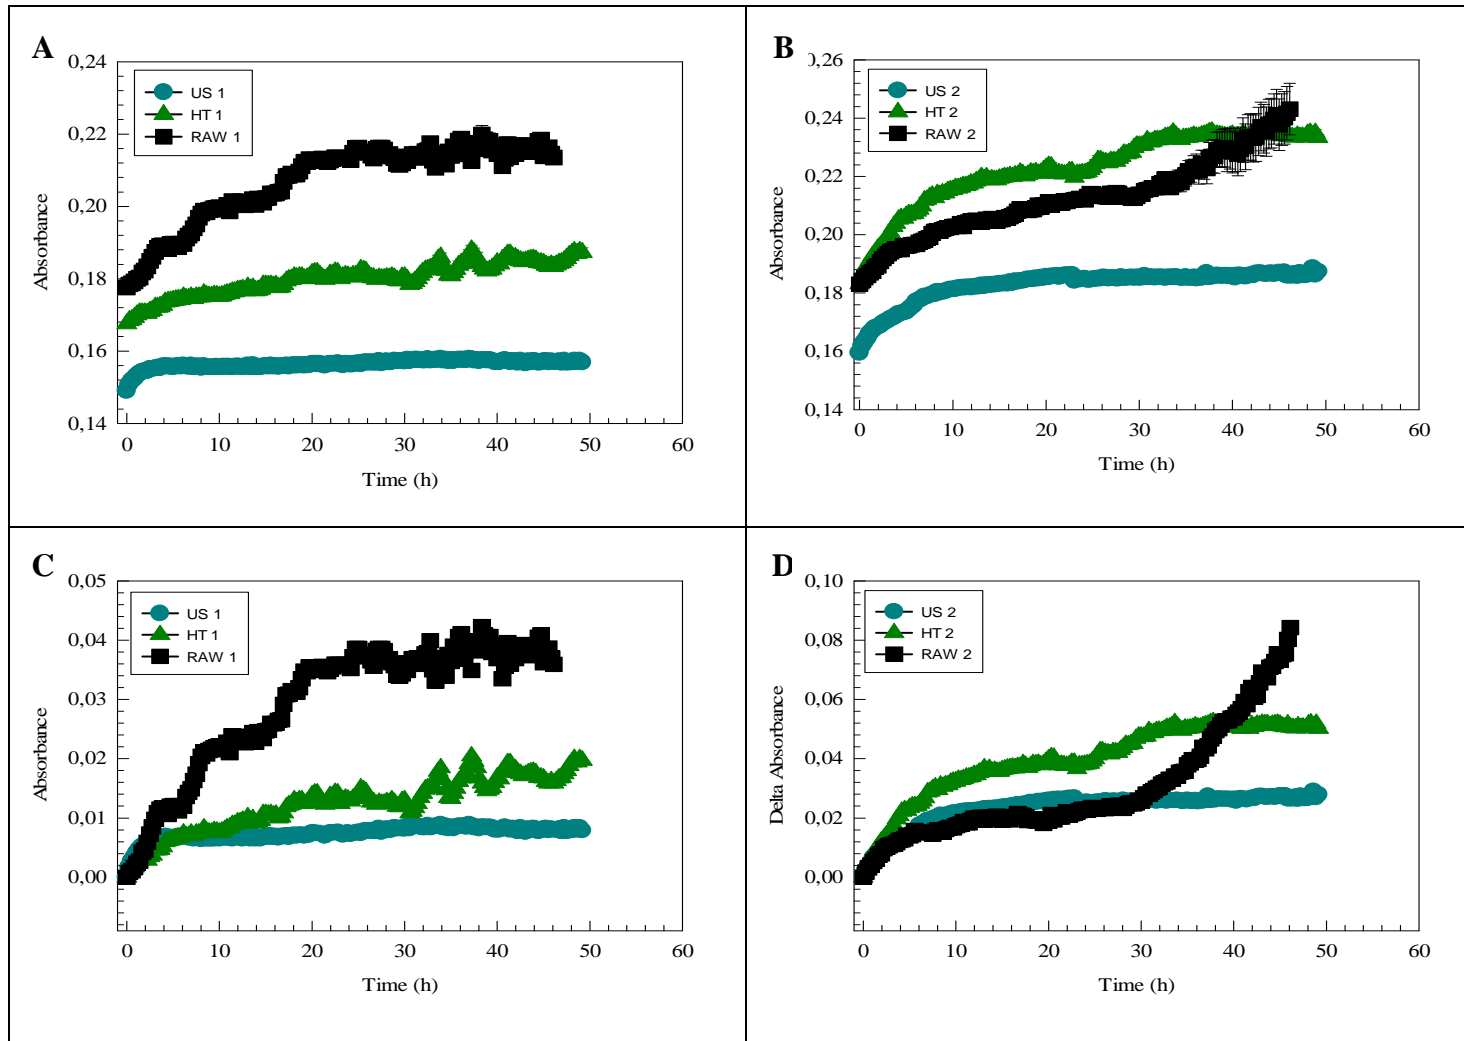 A
0,24
0,22
0,20
0,18
0,16
0,14
Absorbance
US 1
HT 1
RAW 1
0 10 20 30 40 50 60
Time (h)
B
0,26
0,24
0,22
0,20
0,18
0,16
0,14
Absorbance
US 2
HT 2
RAW 2
0 10 20 30 40 50 60
Time (h)
C
0,05
0,04
0,03
0,02
0,01
0,00
Absorbance
US 1
HT 1
RAW 1
0 10 20 30 40 50 60
Time (h)
D
0,10
0,08
0,06
0,04
0,02
0,00
Delta Absorbance
US 2
HT 2
RAW 2
0 10 20 30 40 50 60
Time (h)